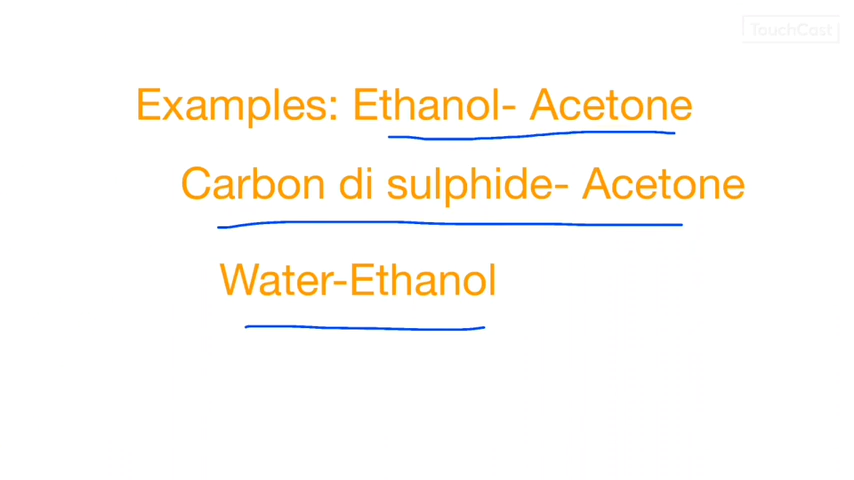 TouchCast
Examples: Ethanol- Acetone
Carbon di sulphide- Acetone
Water-Ethanol